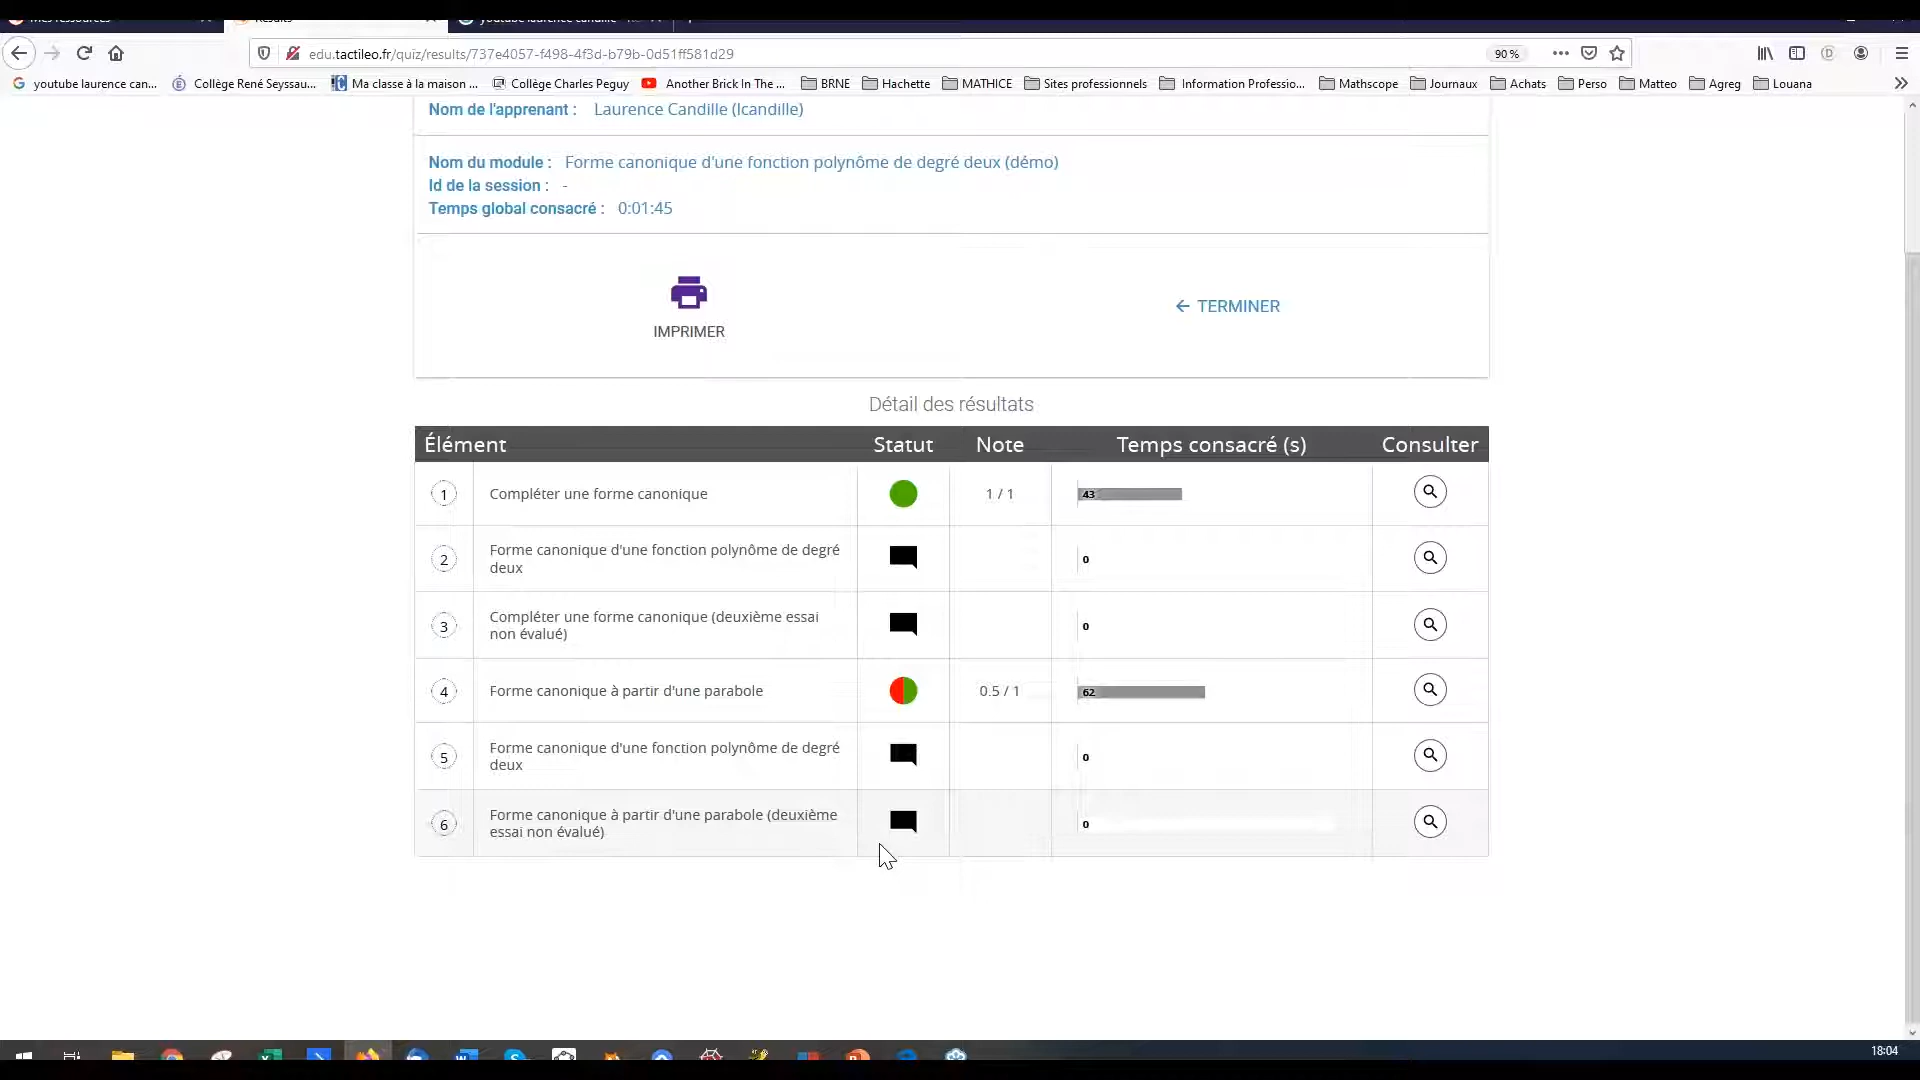 Mes ressources
Results
youtube laurence candille
edu.tactileo.fr/quiz/results/737e4057-f498-4f3d-b79b-0d51ff581d29
90 %
youtube laurence can...
Collège René Seyssau...
Ma classe à la maison ...
Collège Charles Peguy
Another Brick In The ...
BRNE
Hachette
MATHICE
Sites professionnels
Information Professio...
Mathscope
Journaux
Achats
Perso
Matteo
Agreg
Louana
Nom de l'apprenant : Laurence Candille (lcandille)
Nom du module : Forme canonique d'une fonction polynôme de degré deux (démo)
Id de la session : -
Temps global consacré : 0:01:45
IMPRIMER
← TERMINER
Détail des résultats
Élément Statut Note Temps consacré (s) Consulter
1 Compléter une forme canonique 1 / 1 43
2 Forme canonique d'une fonction polynôme de degré
deux 0
3 Compléter une forme canonique (deuxième essai
non évalué) 0
4 Forme canonique à partir d'une parabole 0.5 / 1 62
5 Forme canonique d'une fonction polynôme de degré
deux 0
6 Forme canonique à partir d'une parabole (deuxième
essai non évalué) 0
18:04